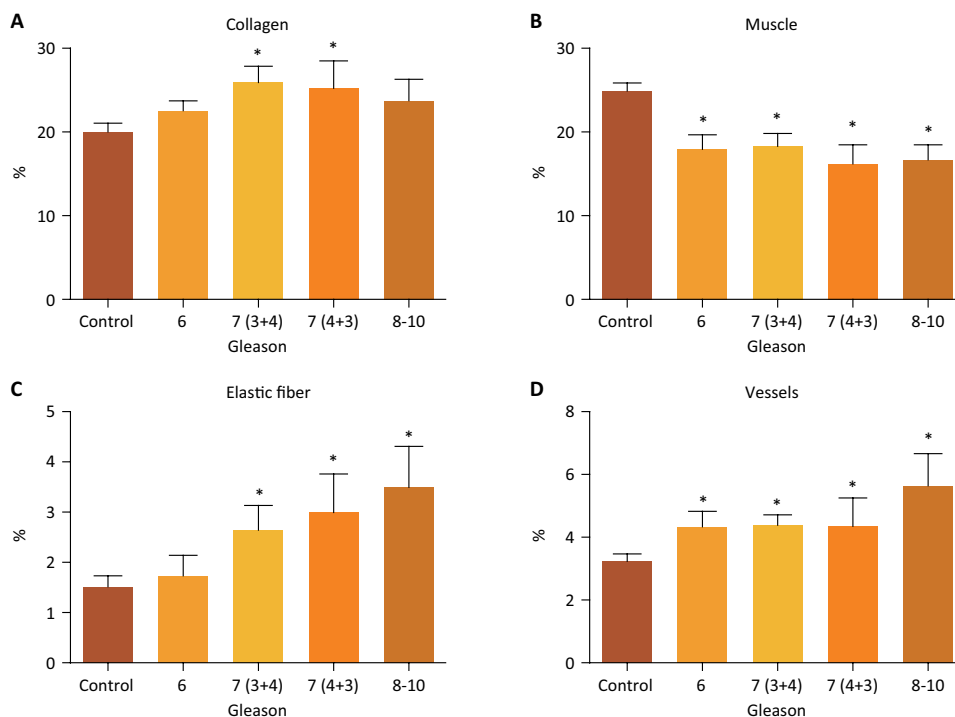 A
Collagen
30
20
10
0
%
* *
Control 6 7 (3+4) 7 (4+3) 8-10
Gleason
B
Muscle
30
20
10
0
%
* * * *
Control 6 7 (3+4) 7 (4+3) 8-10
Gleason
C
Elastic fiber
5
4
3
2
1
0
%
* * *
Control 6 7 (3+4) 7 (4+3) 8-10
Gleason
D
Vessels
8
6
4
2
0
%
* * * *
Control 6 7 (3+4) 7 (4+3) 8-10
Gleason